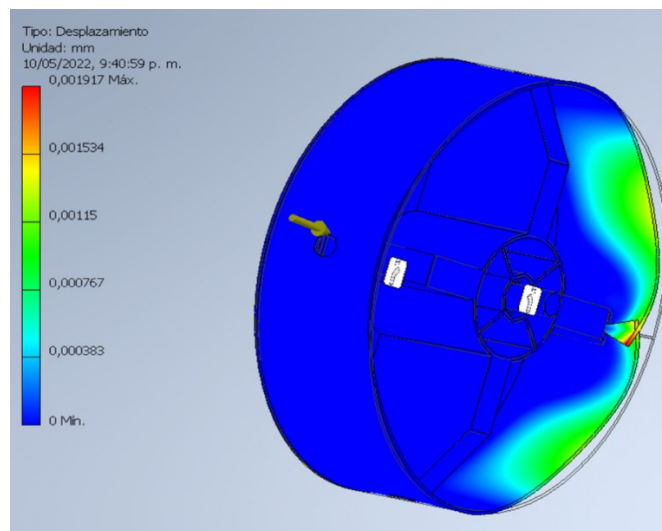 Tipo: Desplazamiento
Unidad: mm
10/05/2022, 9:40:59 p. m.
0,001917 Máx.
0,001534
0,00115
0,000767
0,000383
0 Mín.